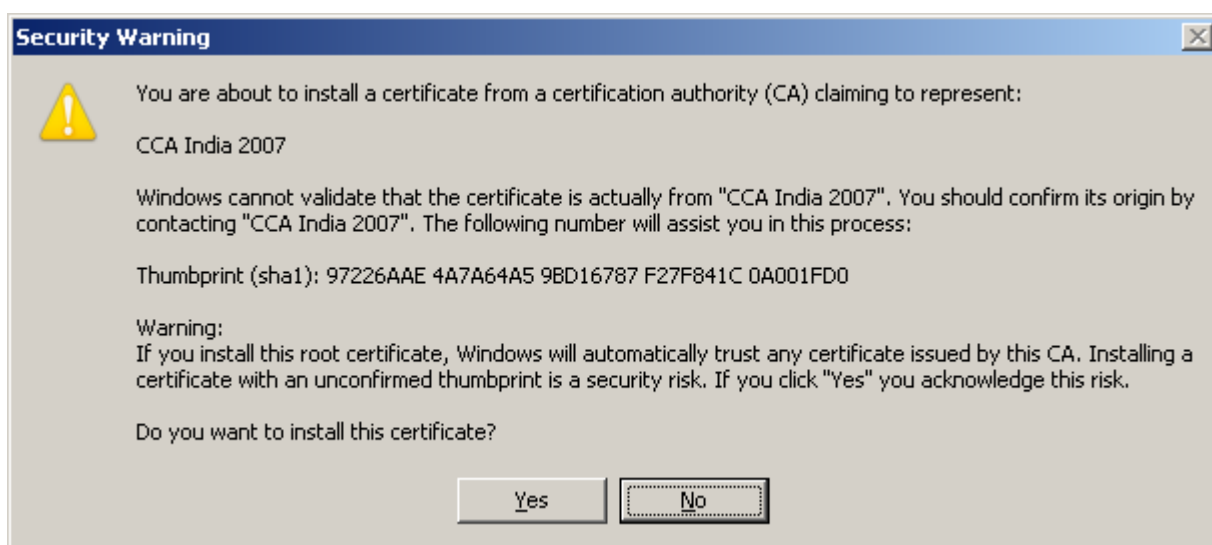 Security Warning
You are about to install a certificate from a certification authority (CA) claiming to represent:
CCA India 2007
Windows cannot validate that the certificate is actually from "CCA India 2007". You should confirm its origin by
contacting "CCA India 2007". The following number will assist you in this process:
Thumbprint (sha1): 97226AAE 4A7A64A5 9BD16787 F27F841C 0A001FD0
Warning:
If you install this root certificate, Windows will automatically trust any certificate issued by this CA. Installing a
certificate with an unconfirmed thumbprint is a security risk. If you click "Yes" you acknowledge this risk.
Do you want to install this certificate?
Yes
No